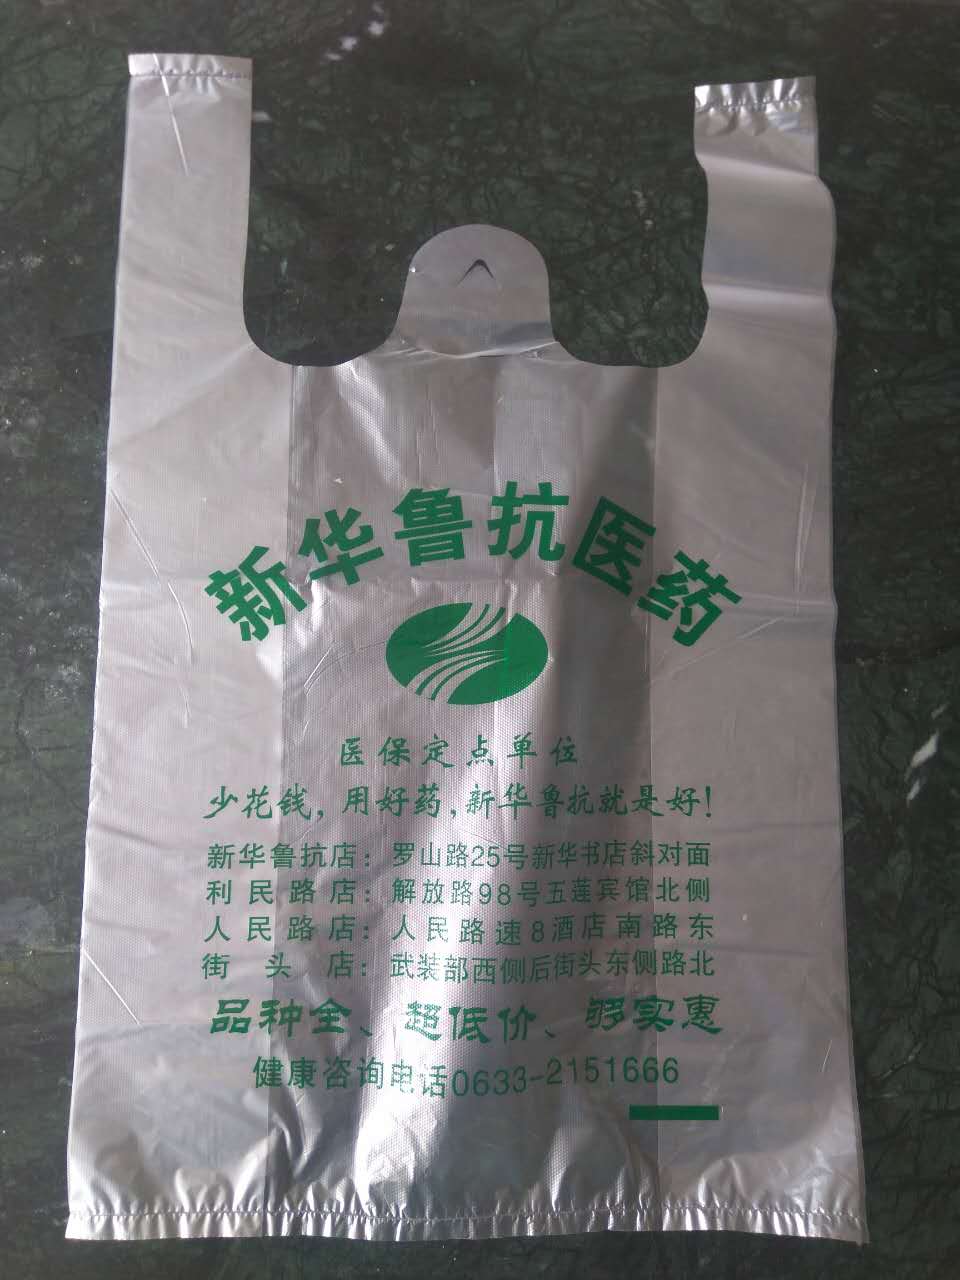 新华鲁抗医药
医保定点单位
少花钱，用好药，新华鲁抗就是好！
新华鲁抗店：罗山路25号新华书店斜对面
利民路店：解放路98号五莲宾馆北侧
人民路店：人民路速8酒店南路东
街头店：武装部西侧后街头东侧路北
品种全、超低价、够实惠
健康咨询电话0633-2151666